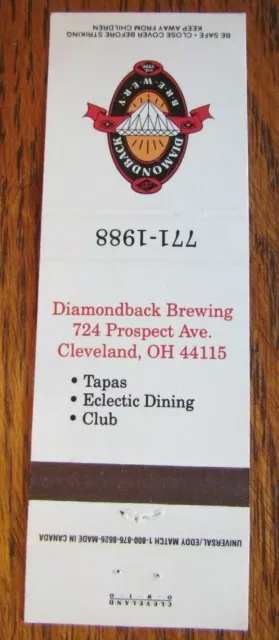 BE SAFE • CLOSE COVER BEFORE STRIKING
KEEP AWAY FROM CHILDREN
BREWERY
DIAMONDBACK
771-1988
Diamondback Brewing
724 Prospect Ave.
Cleveland, OH 44115
• Tapas
• Eclectic Dining
• Club
UNIVERSAL/EDDY MATCH 1-800-876-8626-MADE IN CANADA
CLEVELAND
OHIO